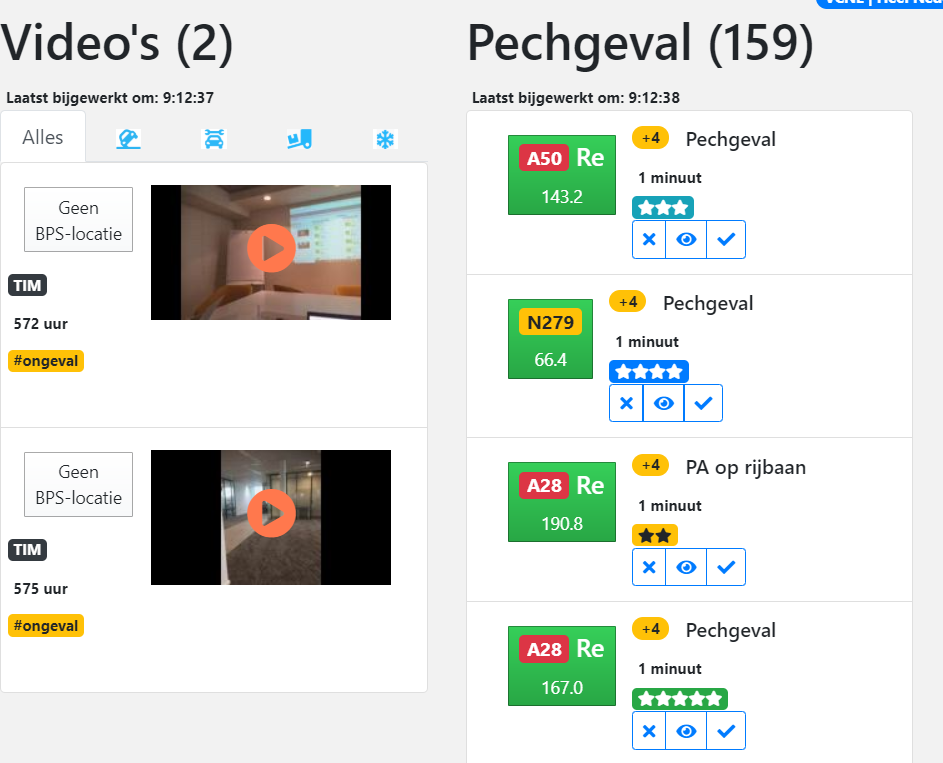 VCNL | Heel Ned
Video's (2)
Laatst bijgewerkt om: 9:12:37
Alles
Geen
BPS-locatie
TIM
572 uur
#ongeval
Geen
BPS-locatie
TIM
575 uur
#ongeval
Pechgeval (159)
Laatst bijgewerkt om: 9:12:38
A50 Re
143.2
+4 Pechgeval
1 minuut
N279
66.4
+4 Pechgeval
1 minuut
A28 Re
190.8
+4 PA op rijbaan
1 minuut
A28 Re
167.0
+4 Pechgeval
1 minuut